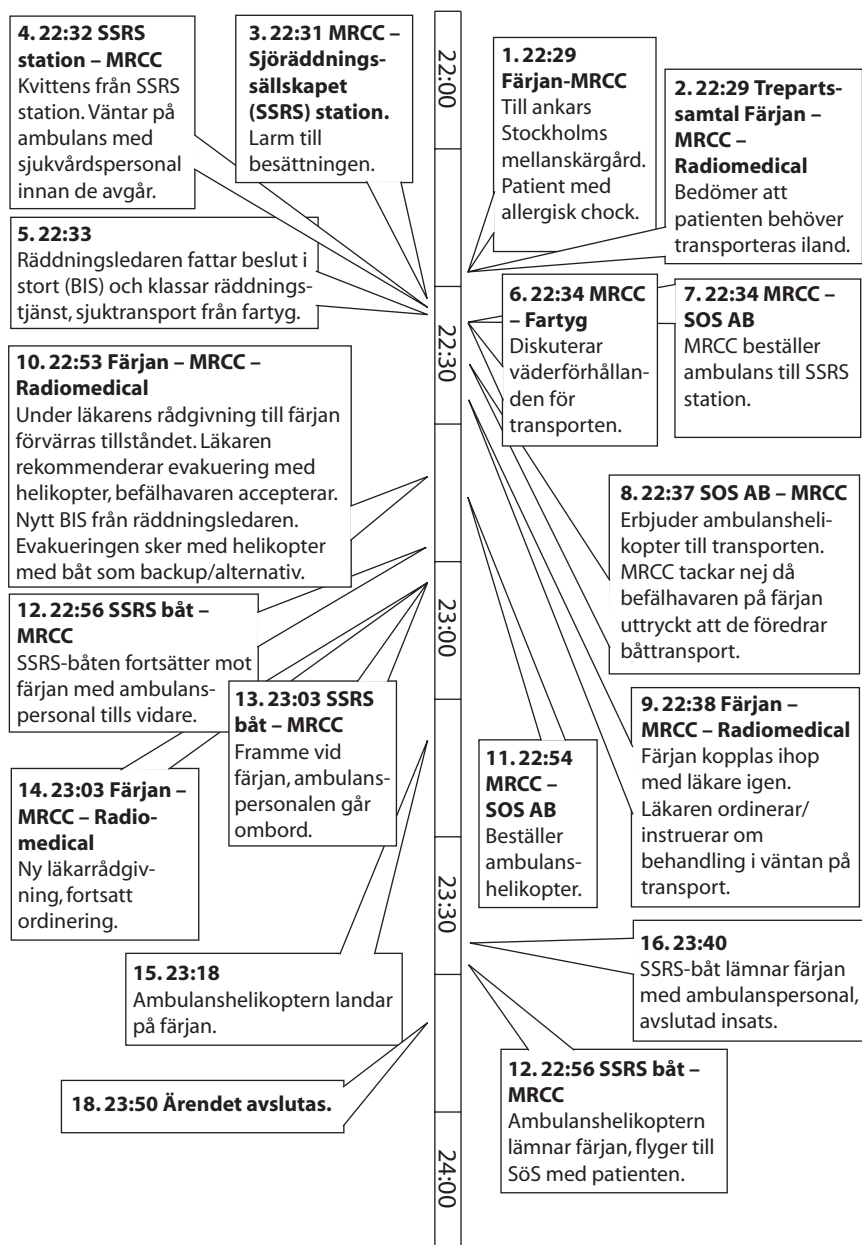 4. 22:32 SSRS
station – MRCC
Kvittens från SSRS
station. Väntar på
ambulans med
sjukvårdspersonal
innan de avgår.
3. 22:31 MRCC –
Sjöräddnings-
sällskapet
(SSRS) station.
Larm till
besättningen.
22:00
1. 22:29
Färjan-MRCC
Till ankars
Stockholms
mellanskärgård.
Patient med
allergisk chock.
2. 22:29 Treparts-
samtal Färjan –
MRCC –
Radiomedical
Bedömer att
patienten behöver
transporteras iland.
5. 22:33
Räddningsledaren fattar beslut i
stort (BIS) och klassar räddnings-
tjänst, sjuktransport från fartyg.
22:30
6. 22:34 MRCC
– Fartyg
Diskuterar
väderförhållan-
den för
transporten.
7. 22:34 MRCC –
SOS AB
MRCC beställer
ambulans till SSRS
station.
10. 22:53 Färjan – MRCC –
Radiomedical
Under läkarens rådgivning till färjan
förvärras tillståndet. Läkaren
rekommenderar evakuering med
helikopter, befälhavaren accepterar.
Nytt BIS från räddningsledaren.
Evakueringen sker med helikopter
med båt som backup/alternativ.
8. 22:37 SOS AB – MRCC
Erbjuder ambulansheli-
kopter till transporten.
MRCC tackar nej då
befälhavaren på färjan
uttryckt att de föredrar
båttransport.
12. 22:56 SSRS båt –
MRCC
SSRS-båten fortsätter mot
färjan med ambulans-
personal tills vidare.
23:00
13. 23:03 SSRS
båt – MRCC
Framme vid
färjan, ambulans-
personalen går
ombord.
9. 22:38 Färjan –
MRCC – Radiomedical
Färjan kopplas ihop
med läkare igen.
Läkaren ordinerar/
instruerar om
behandling i väntan på
transport.
11. 22:54
MRCC –
SOS AB
Beställer
ambulans-
helikopter.
14. 23:03 Färjan –
MRCC – Radio-
medical
Ny läkarrådgiv-
ning, fortsatt
ordinering.
23:30
15. 23:18
Ambulanshelikoptern landar
på färjan.
16. 23:40
SSRS-båt lämnar färjan
med ambulanspersonal,
avslutad insats.
12. 22:56 SSRS båt –
MRCC
Ambulanshelikoptern
lämnar färjan, flyger till
SöS med patienten.
18. 23:50 Ärendet avslutas.
24:00